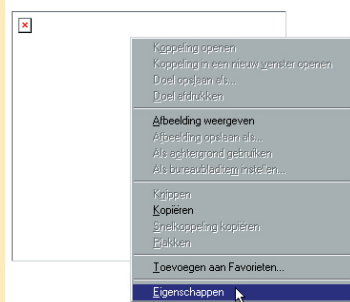 Koppeling openen
Koppeling in een nieuw venster openen
Doel opslaan als...
Doel afdrukken
Afbeelding weergeven
Afbeelding opslaan als...
Als achtergrond gebruiken
Als bureaubladitem instellen...
Knippen
Kopiëren
Snelkoppeling kopiëren
Plakken
Toevoegen aan Favorieten...
Eigenschappen